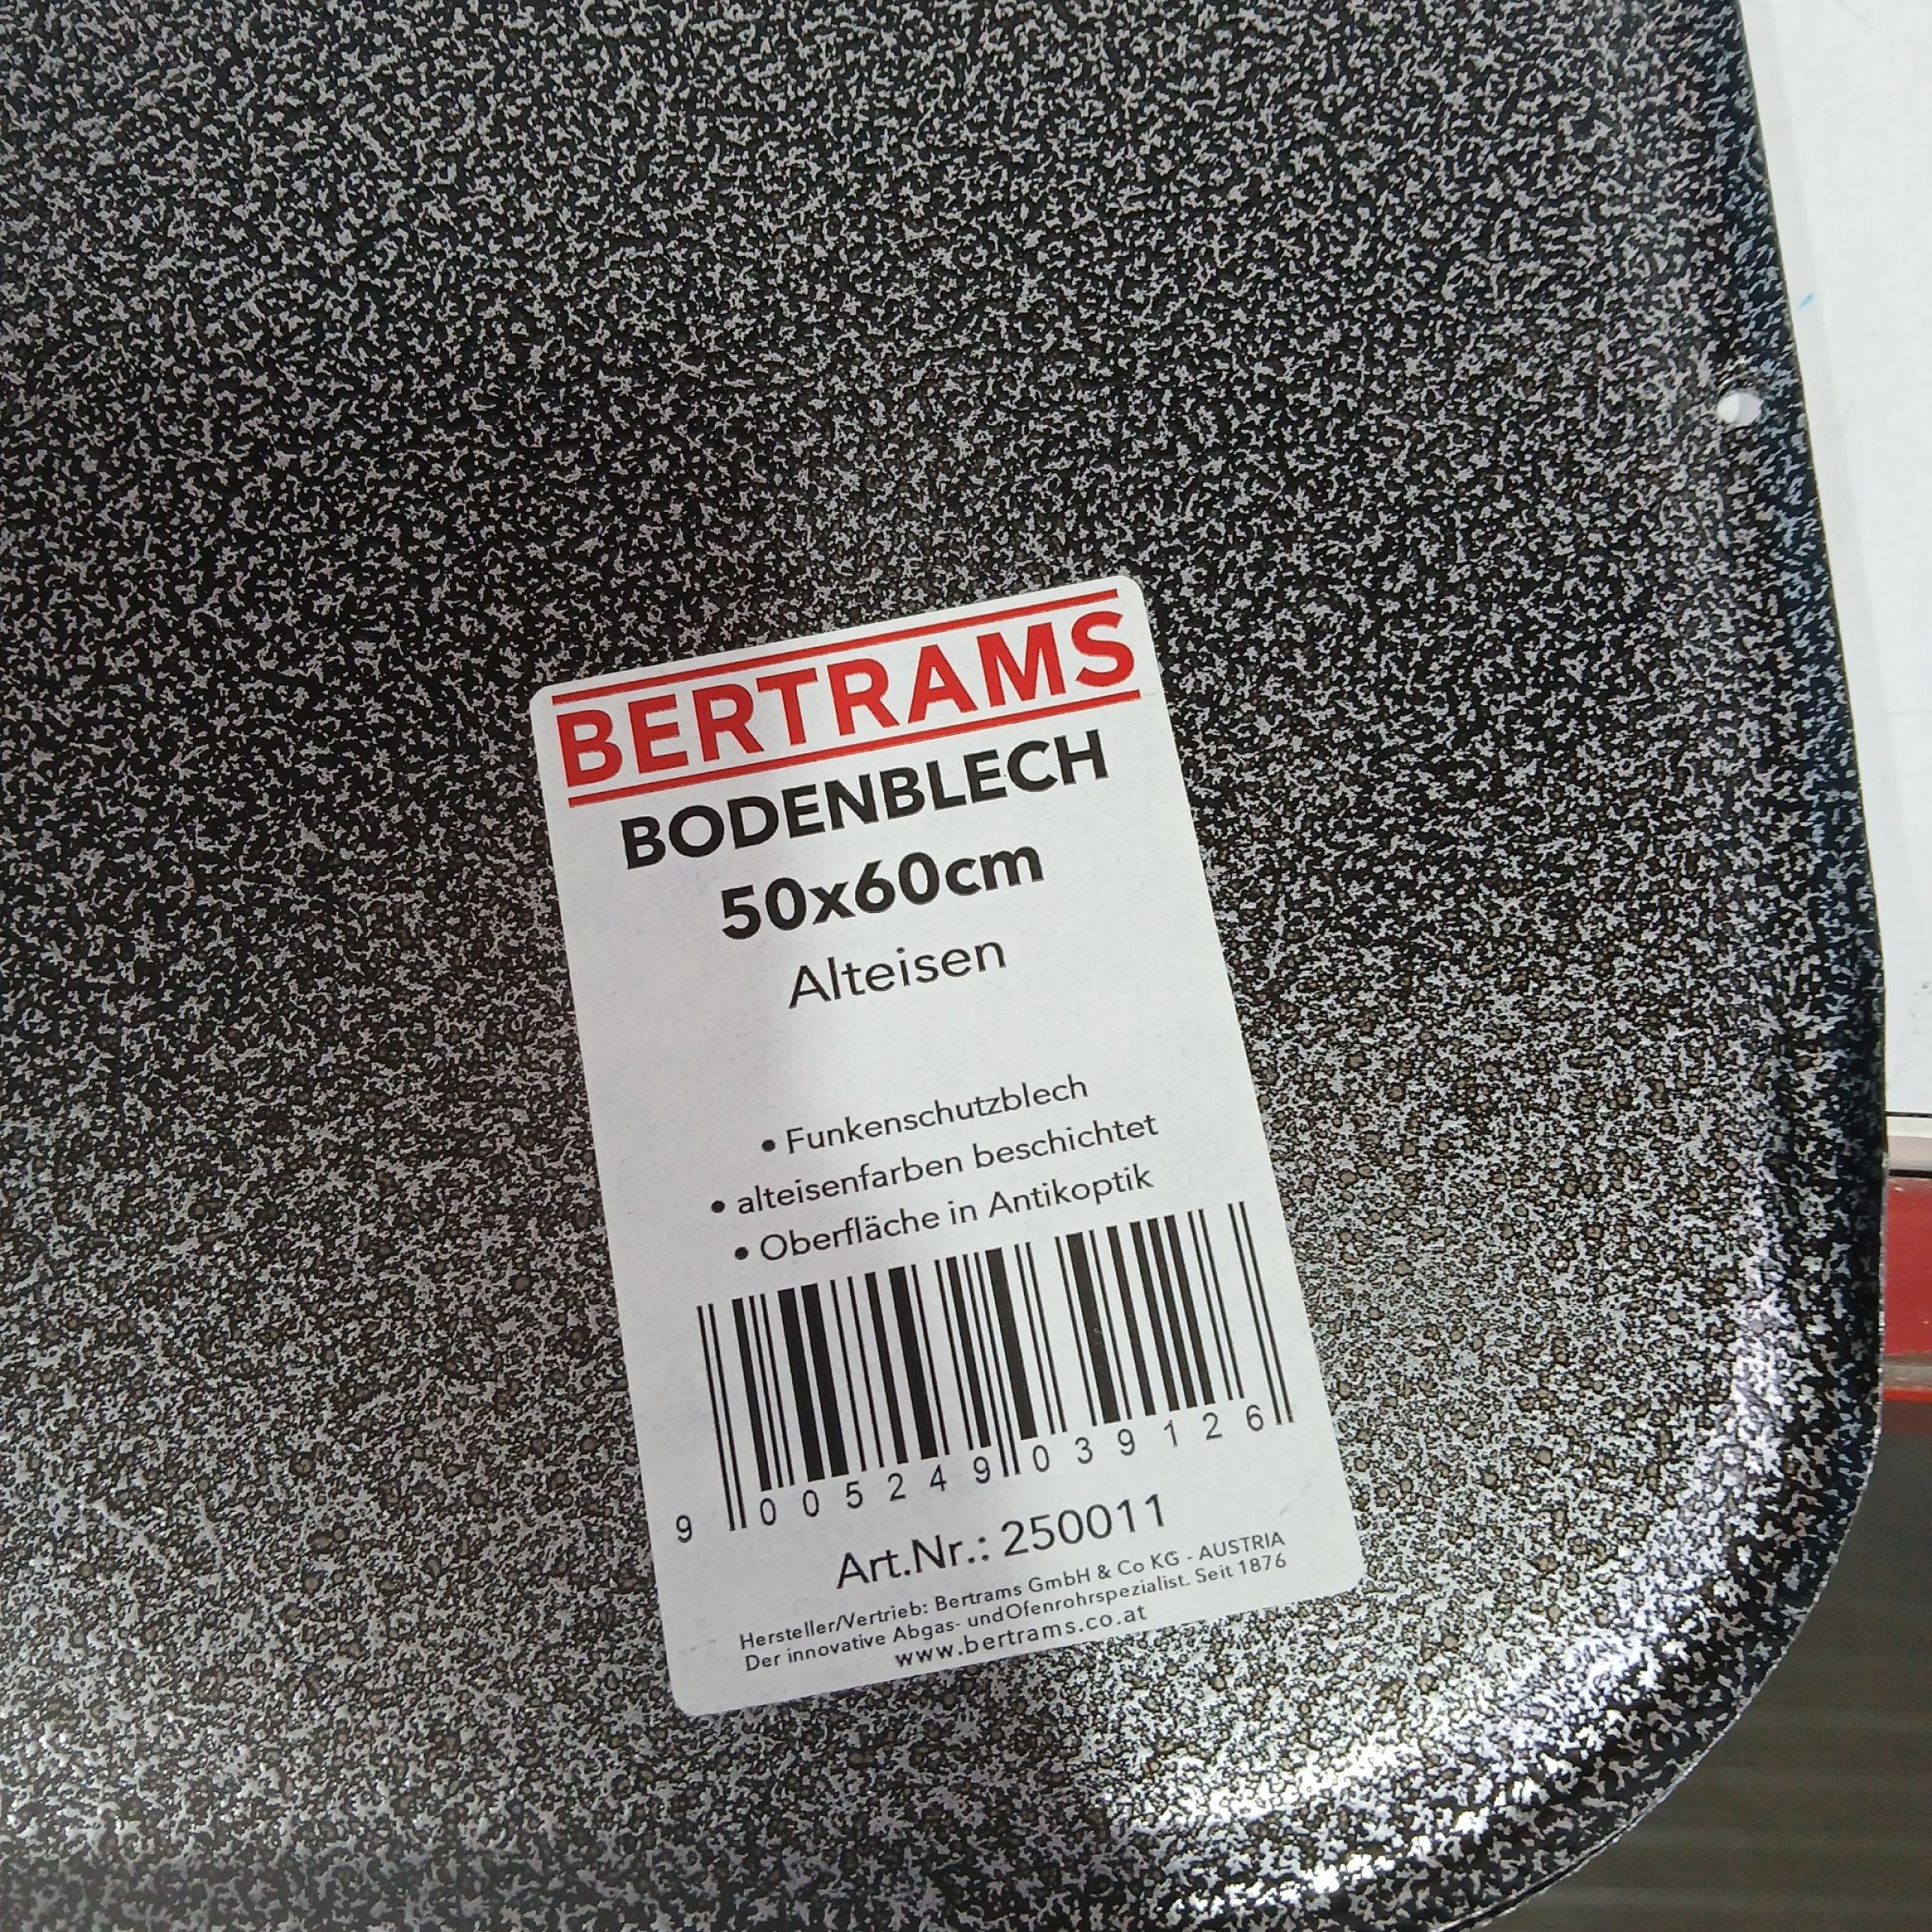 BERTRAMS
BODENBLECH
50x60cm
Alteisen
• Funkenschutzblech
• alteisenfarben beschichtet
• Oberfläche in Antikoptik
9 005249 039126
Art.Nr.: 250011
Hersteller/Vertrieb: Bertrams GmbH & Co KG - AUSTRIA
Der innovative Abgas- undOfenrohrspezialist. Seit 1876
www.bertrams.co.at